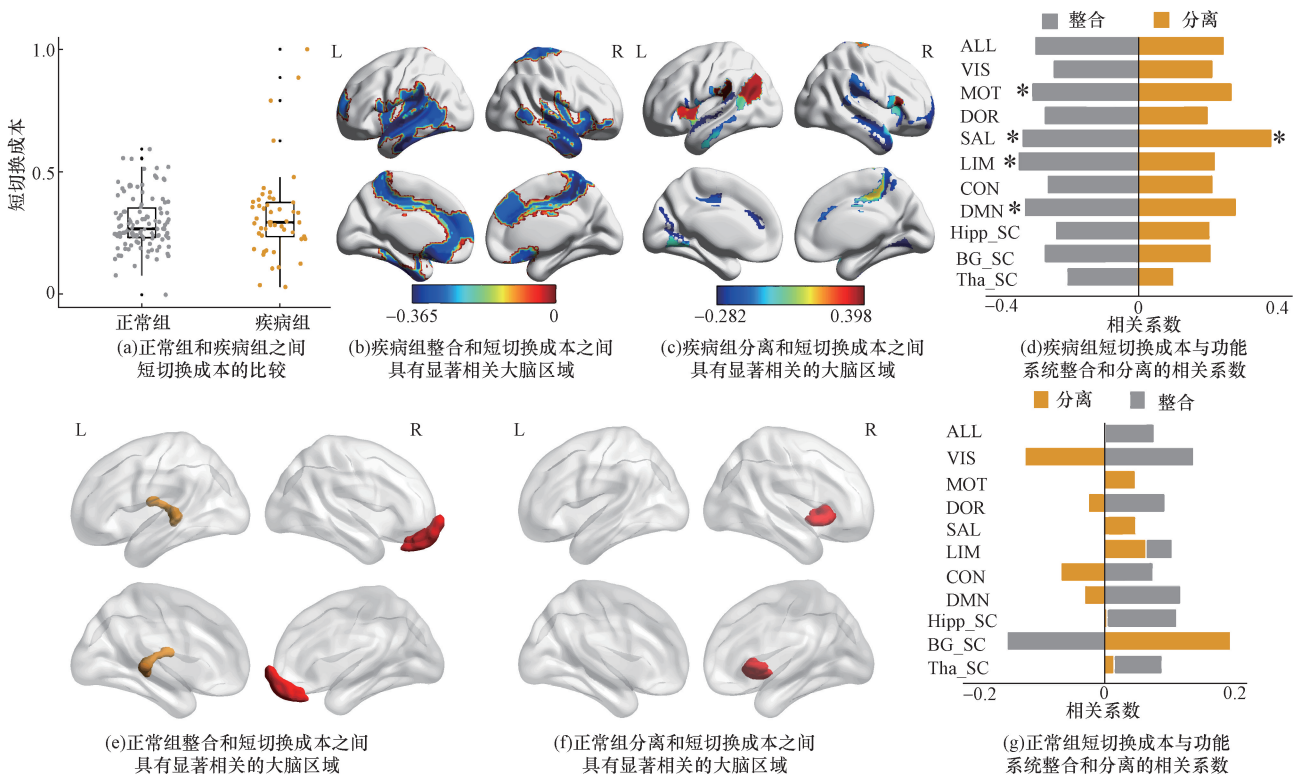 短切换成本
1.0
0.5
0
正常组
疾病组
(a)正常组和疾病组之间
短切换成本的比较
L
R
−0.365
0
(b)疾病组整合和短切换成本之间
具有显著相关大脑区域
L
R
−0.282
0.398
(c)疾病组分离和短切换成本之间
具有显著相关的大脑区域
整合
分离
ALL
VIS
MOT
*
DOR
SAL
*
*
LIM
*
CON
DMN
*
Hipp_SC
BG_SC
Tha_SC
−0.4
0
0.4
相关系数
(d)疾病组短切换成本与功能
系统整合和分离的相关系数
L
R
(e)正常组整合和短切换成本之间
具有显著相关的大脑区域
L
R
(f)正常组分离和短切换成本之间
具有显著相关的大脑区域
分离
整合
ALL
VIS
MOT
DOR
SAL
LIM
CON
DMN
Hipp_SC
BG_SC
Tha_SC
−0.2
0
0.2
相关系数
(g)正常组短切换成本与功能
系统整合和分离的相关系数